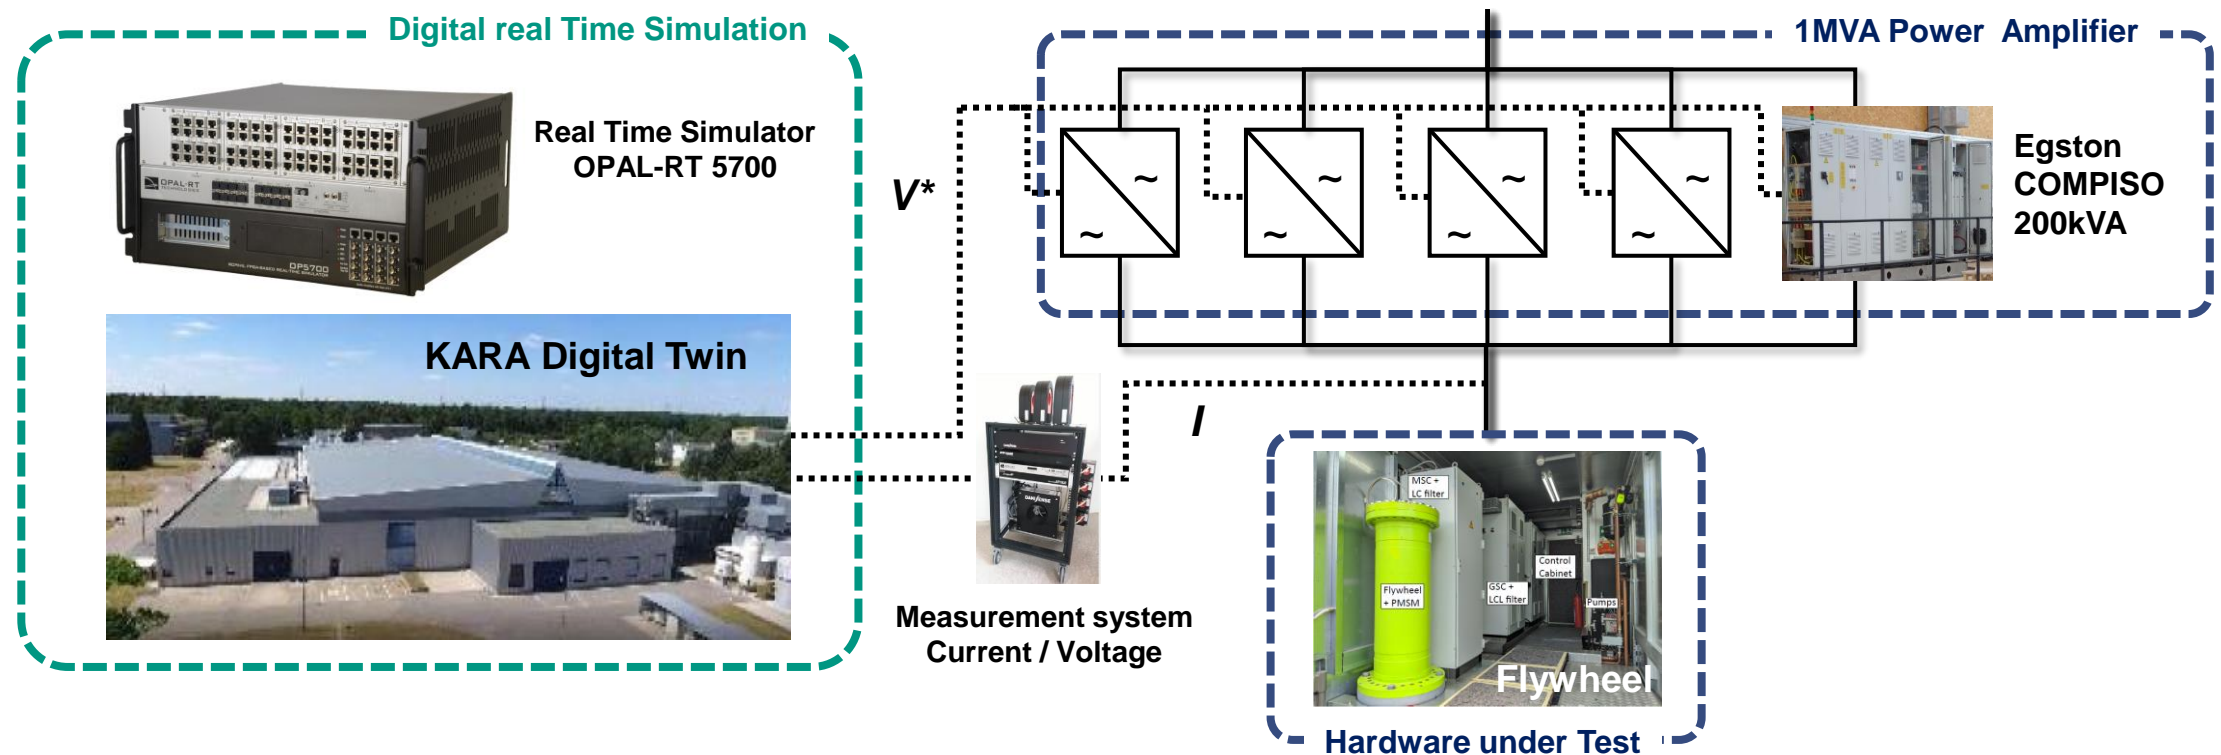 Digital real Time Simulation
1MVA Power Amplifier
Real Time Simulator
OPAL-RT 5700
OPAL-RT
TECHNOLOGIES
OP5700
V*
~
~
~
~
~
~
~
~
Egston
COMPISO
200kVA
KARA Digital Twin
I
Measurement system
Current / Voltage
MSC +
LC filter
Flywheel
+ PMSM
GSC +
LCL filter
Control
Cabinet
Pumps
Flywheel
Hardware under Test